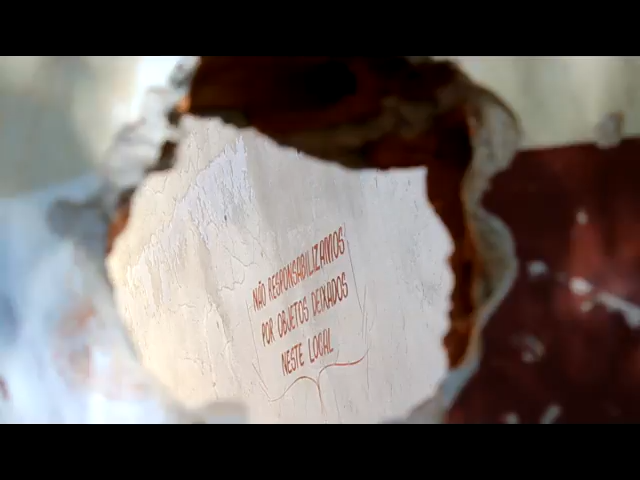 NÃO RESPONSABILIZAMOS
POR OBJETOS DEIXADOS
NESTE LOCAL